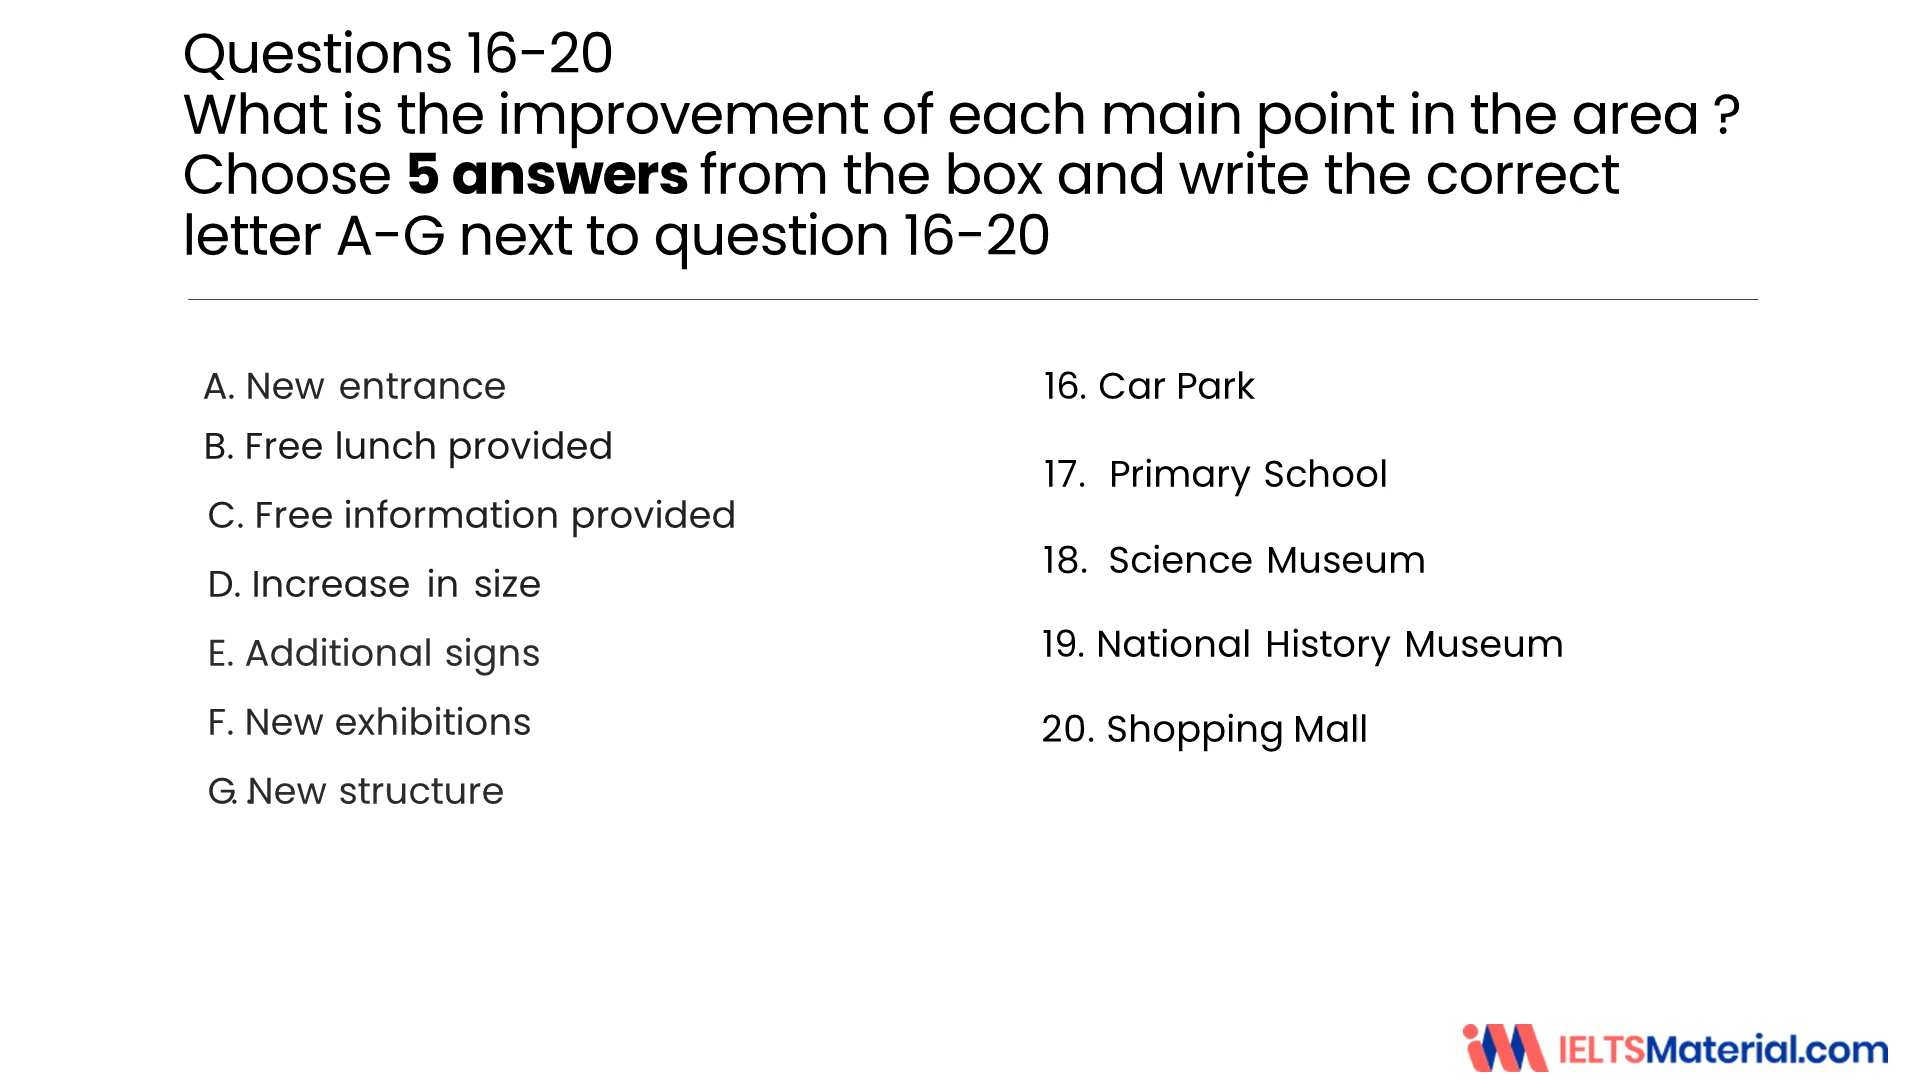 Questions 16-20
What is the improvement of each main point in the area ?
Choose 5 answers from the box and write the correct
letter A-G next to question 16-20
A. New entrance
B. Free lunch provided
C. Free information provided
D. Increase in size
E. Additional signs
F. New exhibitions
G. .New structure
16. Car Park
17. Primary School
18. Science Museum
19. National History Museum
20. Shopping Mall
IELTSMaterial.com